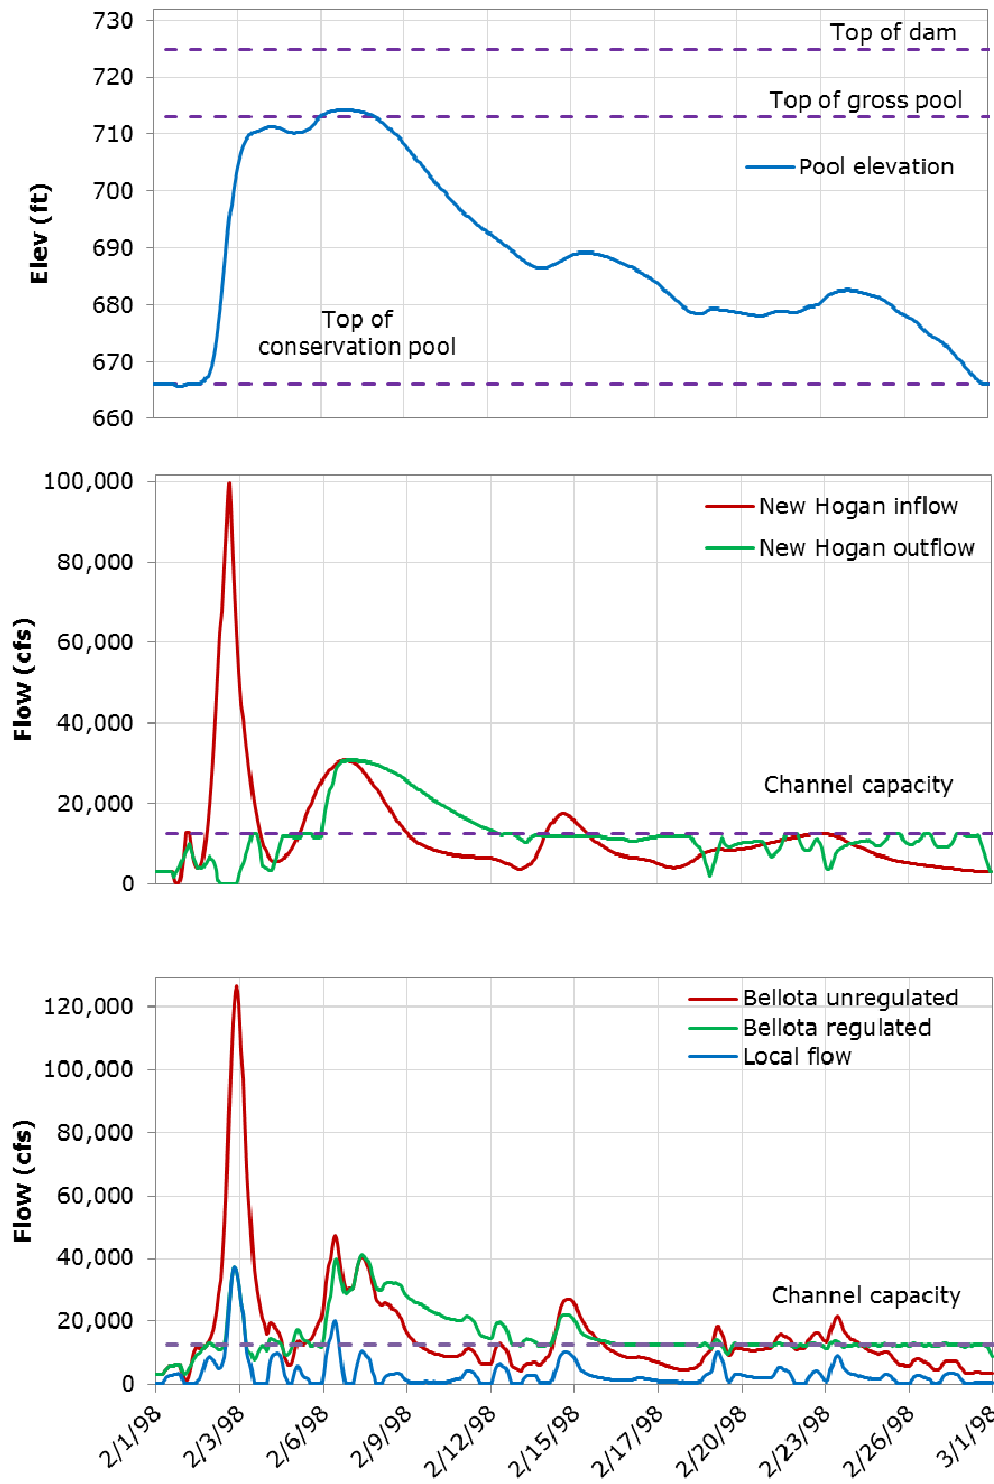 730
720
710
700
690
680
670
660
Elev (ft)
Top of dam
Top of gross pool
Pool elevation
Top of
conservation pool
100,000
80,000
60,000
40,000
20,000
0
Flow (cfs)
New Hogan inflow
New Hogan outflow
Channel capacity
120,000
100,000
80,000
60,000
40,000
20,000
0
Flow (cfs)
Bellota unregulated
Bellota regulated
Local flow
Channel capacity
2/1/98
2/3/98
2/6/98
2/9/98
2/12/98
2/15/98
2/17/98
2/20/98
2/23/98
2/26/98
3/1/98